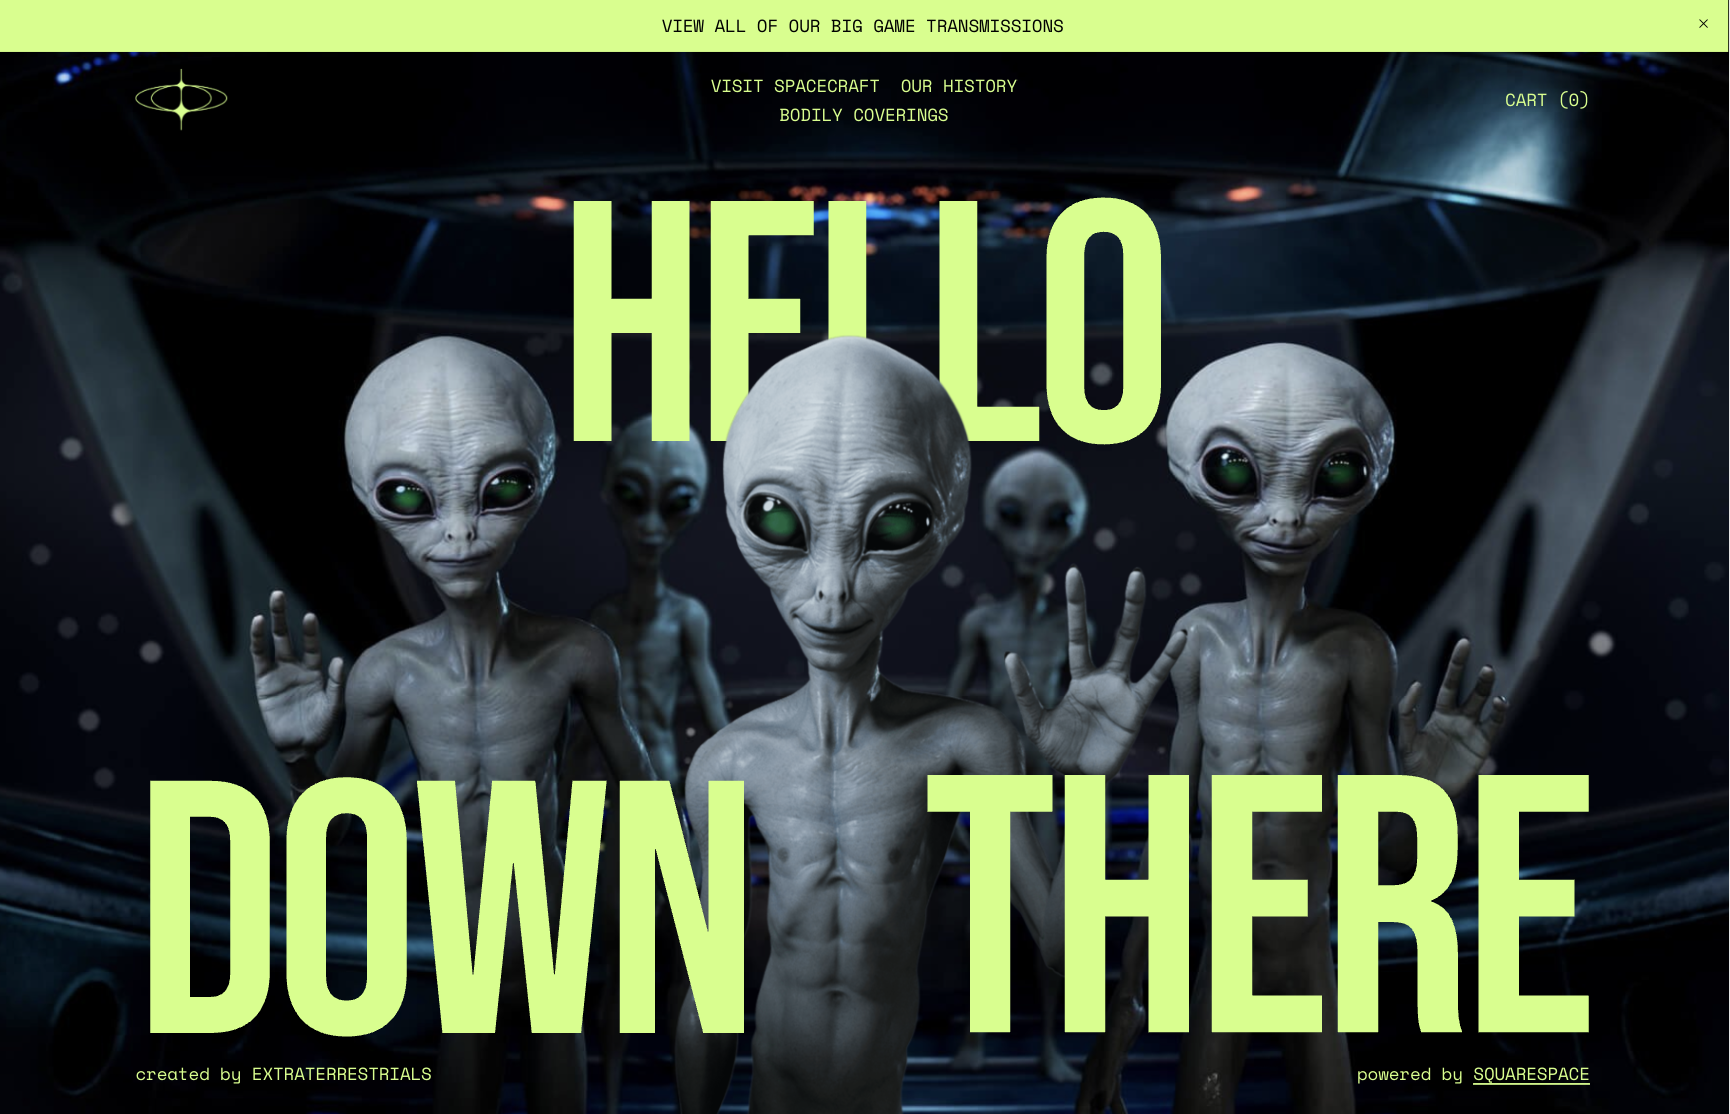 VIEW ALL OF OUR BIG GAME TRANSMISSIONS
VISIT SPACECRAFT OUR HISTORY
BODILY COVERINGS
CART (0)
HELLO
DOWN THERE
created by EXTRATERRESTRIALS
powered by SQUARESPACE